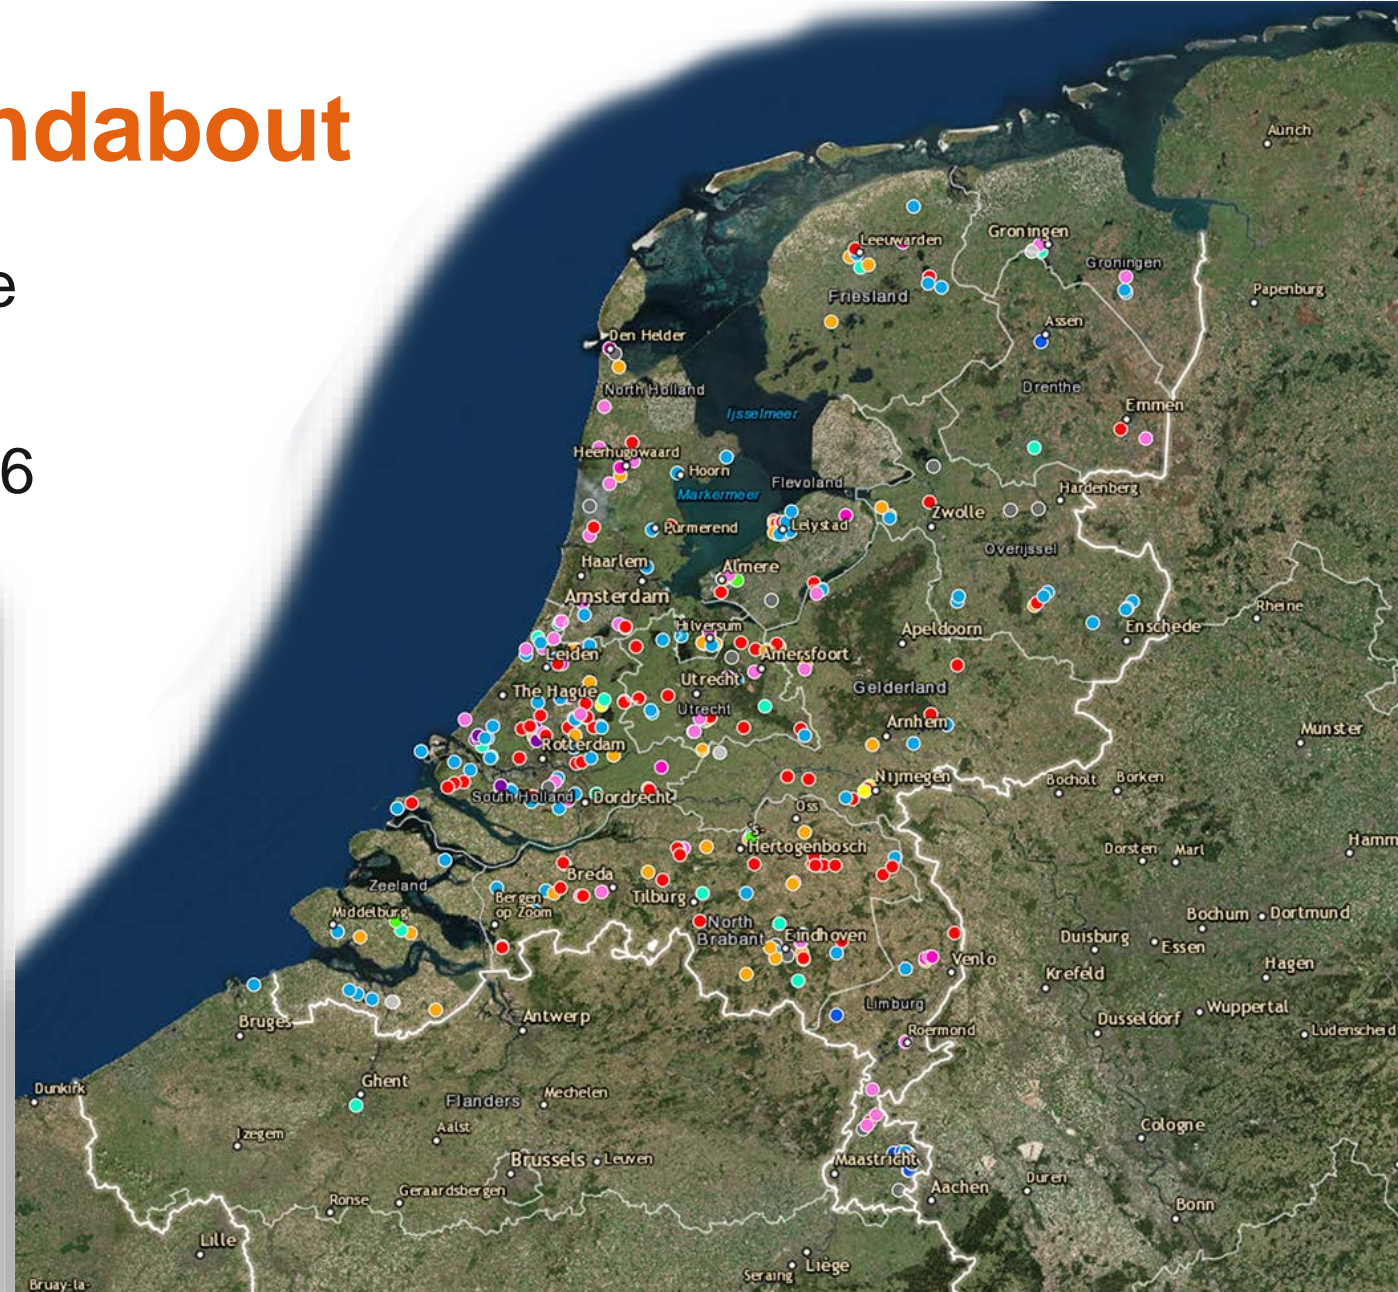 ndabout
e
6
Aurich
Leeuwarden
Groningen
Groningen
Friesland
Papenburg
Assen
Den Helder
North Holland
Drenthe
Ijsselmeer
Emmen
Heerhugowaard
Hoorn
Markermeer
Flevoland
Hardenberg
Purmerend
Lelystad
Zwolle
Overijssel
Haarlem
Almere
Amsterdam
Rheine
Hilversum
Apeldoorn
Enschede
Leiden
Amersfoort
Utrecht
The Hague
Gelderland
Utrecht
Arnhem
Munster
Rotterdam
Nijmegen
Bocholt
Borken
South Holland
Dordrecht
Oss
's-
Hertogenbosch
Hamm
Dorsten
Marl
Breda
Zeeland
Tilburg
Bergen
op Zoom
Middelburg
North
Brabant
Eindhoven
Bochum
Dortmund
Duisburg
Essen
Venlo
Krefeld
Hagen
Limburg
Wuppertal
Bruges
Antwerp
Dusseldorf
Roermond
Ludenscheid
Dunkirk
Ghent
Flanders
Mechelen
Izegem
Aalst
Cologne
Brussels
Leuven
Maastricht
Aachen
Duren
Ronse
Geraardsbergen
Bonn
Lille
Liège
Seraing
Bruay-la-